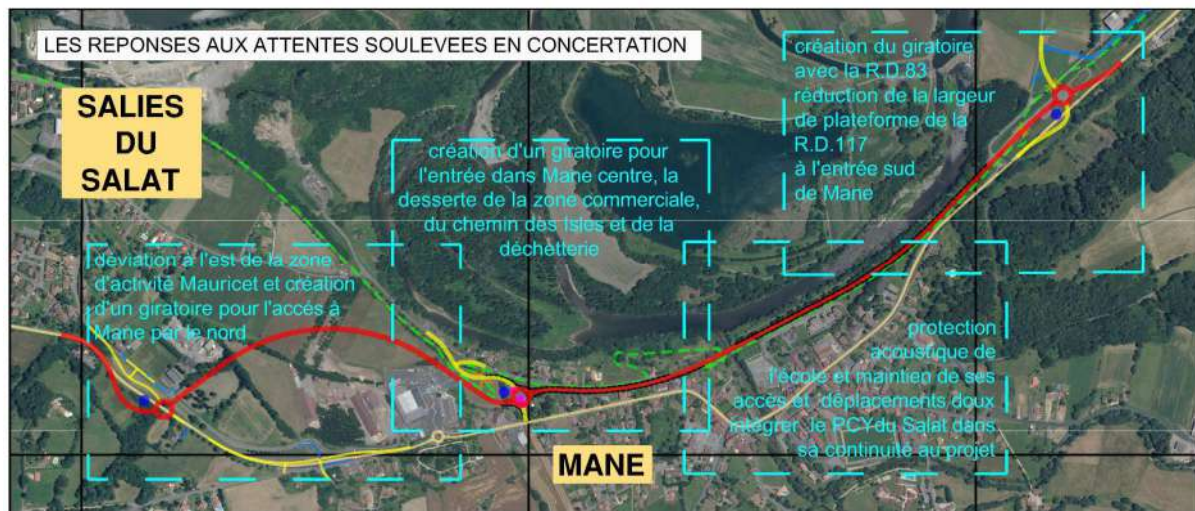 LES REPONSES AUX ATTENTES SOULEVEES EN CONCERTATION
SALIES
DU
SALAT
création d'un giratoire pour
l'entrée dans Mane centre, la
desserte de la zone commerciale,
du chemin des Isles et de la
déchètterie
création du giratoire
avec la R.D.83
réduction de la largeur
de plateforme de la
R.D.117
à l'entrée sud
de Mane
déviation à l'est de la zone
d'activité Mauricet et création
d'un giratoire pour l'accés à
Mane par le nord
protection
acoustique de
l'école et maintien de ses
accès et déplacements doux
intégrer le PCYdu Salat dans
sa continuité au projet
MANE